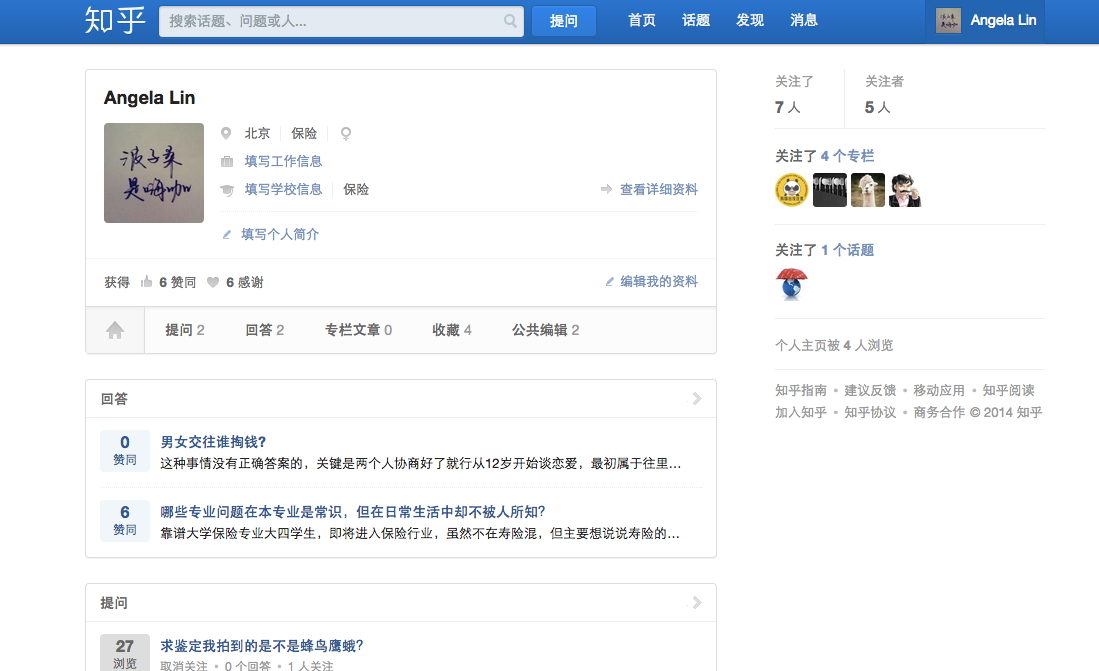 知乎
搜索话题、问题或人...
提问
首页 话题 发现 消息
Angela Lin
Angela Lin
北京 保险
填写工作信息
填写学校信息 保险
查看详细资料
填写个人简介
获得 6 赞同 6 感谢
编辑我的资料
提问 2 回答 2 专栏文章 0 收藏 4 公共编辑 2
回答
0
赞同
男女交往谁掏钱?
这种事情没有正确答案的，关键是两个人协商好了就行从12岁开始谈恋爱，最初属于往里...
6
赞同
哪些专业问题在本专业是常识，但在日常生活中却不被人所知?
靠谱大学保险专业大四学生，即将进入保险行业，虽然不在寿险混，但主要想说说寿险的...
提问
27
浏览
求鉴定我拍到的是不是蜂鸟鹰蛾?
取消关注 • 0 个回答 • 1 人关注
关注了 关注者
7 人 5 人
关注了 4 个专栏
关注了 1 个话题
个人主页被 4 人浏览
知乎指南 • 建议反馈 • 移动应用 • 知乎阅读
加入知乎 • 知乎协议 • 商务合作 © 2014 知乎